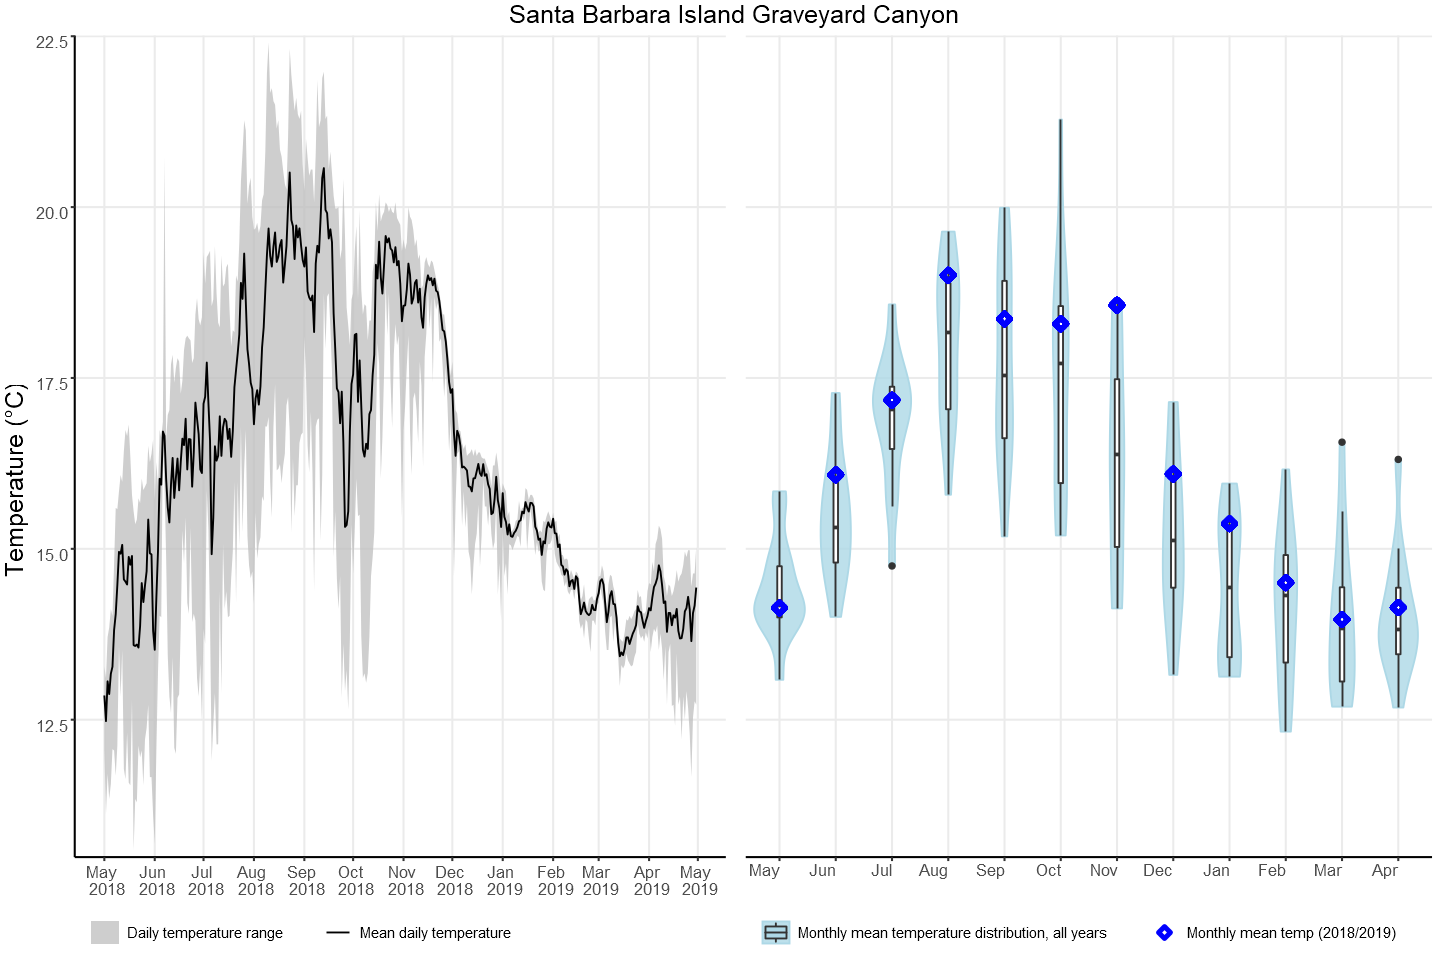 Santa Barbara Island Graveyard Canyon
Temperature (°C)
22.5
20.0
17.5
15.0
12.5
May 2018
Jun 2018
Jul 2018
Aug 2018
Sep 2018
Oct 2018
Nov 2018
Dec 2018
Jan 2019
Feb 2019
Mar 2019
Apr 2019
May 2019
May Jun Jul Aug Sep Oct Nov Dec Jan Feb Mar Apr
Daily temperature range
Mean daily temperature
Monthly mean temperature distribution, all years
Monthly mean temp (2018/2019)